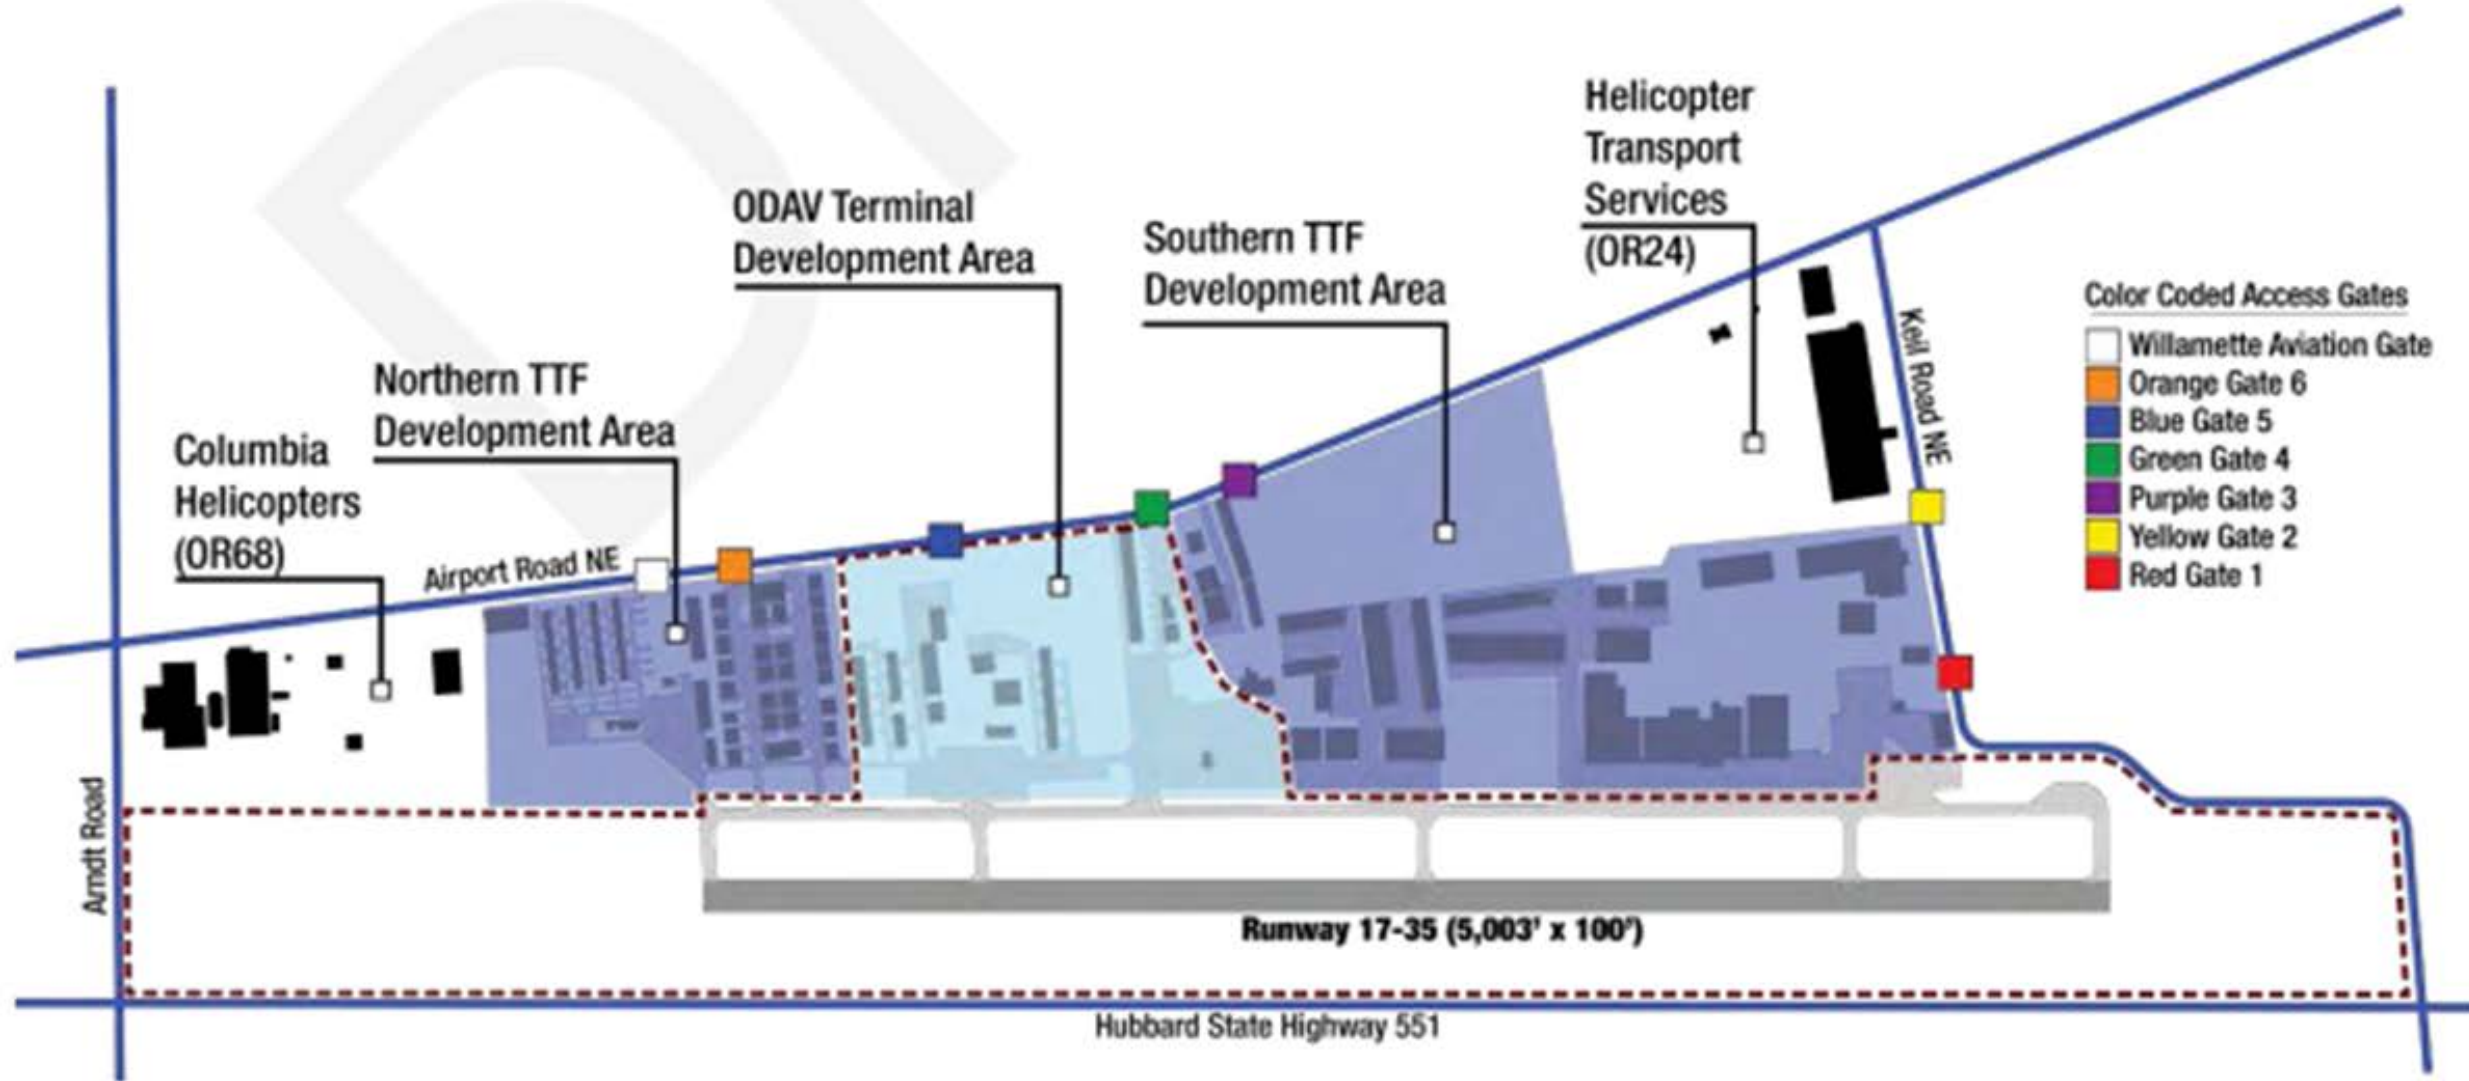 Helicopter
Transport
Services
(OR24)
ODAV Terminal
Development Area
Southern TTF
Development Area
Northern TTF
Development Area
Columbia
Helicopters
(OR68)
Airport Road NE
Keil Road NE
Color Coded Access Gates
Willamette Aviation Gate
Orange Gate 6
Blue Gate 5
Green Gate 4
Purple Gate 3
Yellow Gate 2
Red Gate 1
Arndt Road
Runway 17-35 (5,003' x 100')
Hubbard State Highway 551